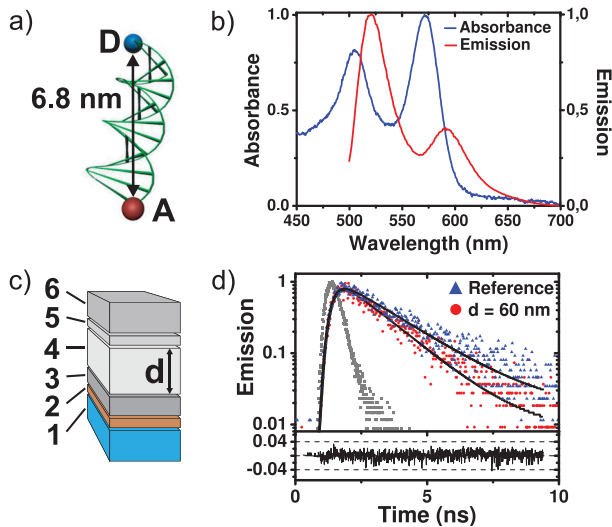 a)
D
6.8 nm
A
b)
Absorbance
Emission
1.0
0.5
0.0
Absorbance
1,0
0,5
0,0
Emission
450 500 550 600 650 700
Wavelength (nm)
c)
6
5
4
3
2
1
d
d)
Reference
d = 60 nm
1
0.1
0.01
Emission
0.04
-0.04
0 5 10
Time (ns)